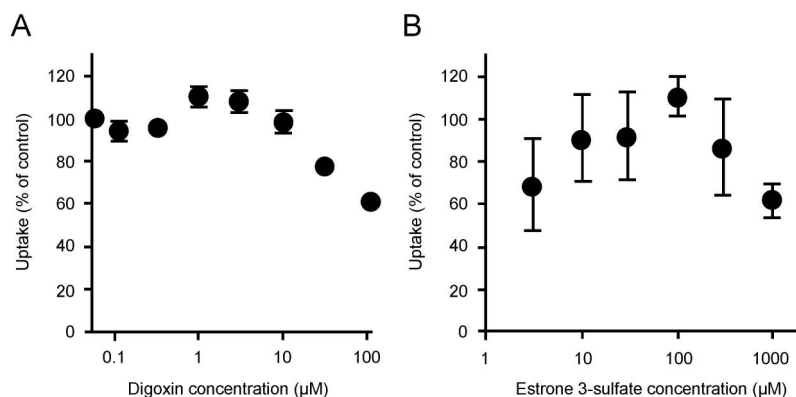 A
B
Uptake (% of control)
120
100
80
60
40
20
0
0.1 1 10 100
Digoxin concentration (µM)
Uptake (% of control)
120
100
80
60
40
20
0
1 10 100 1000
Estrone 3-sulfate concentration (µM)